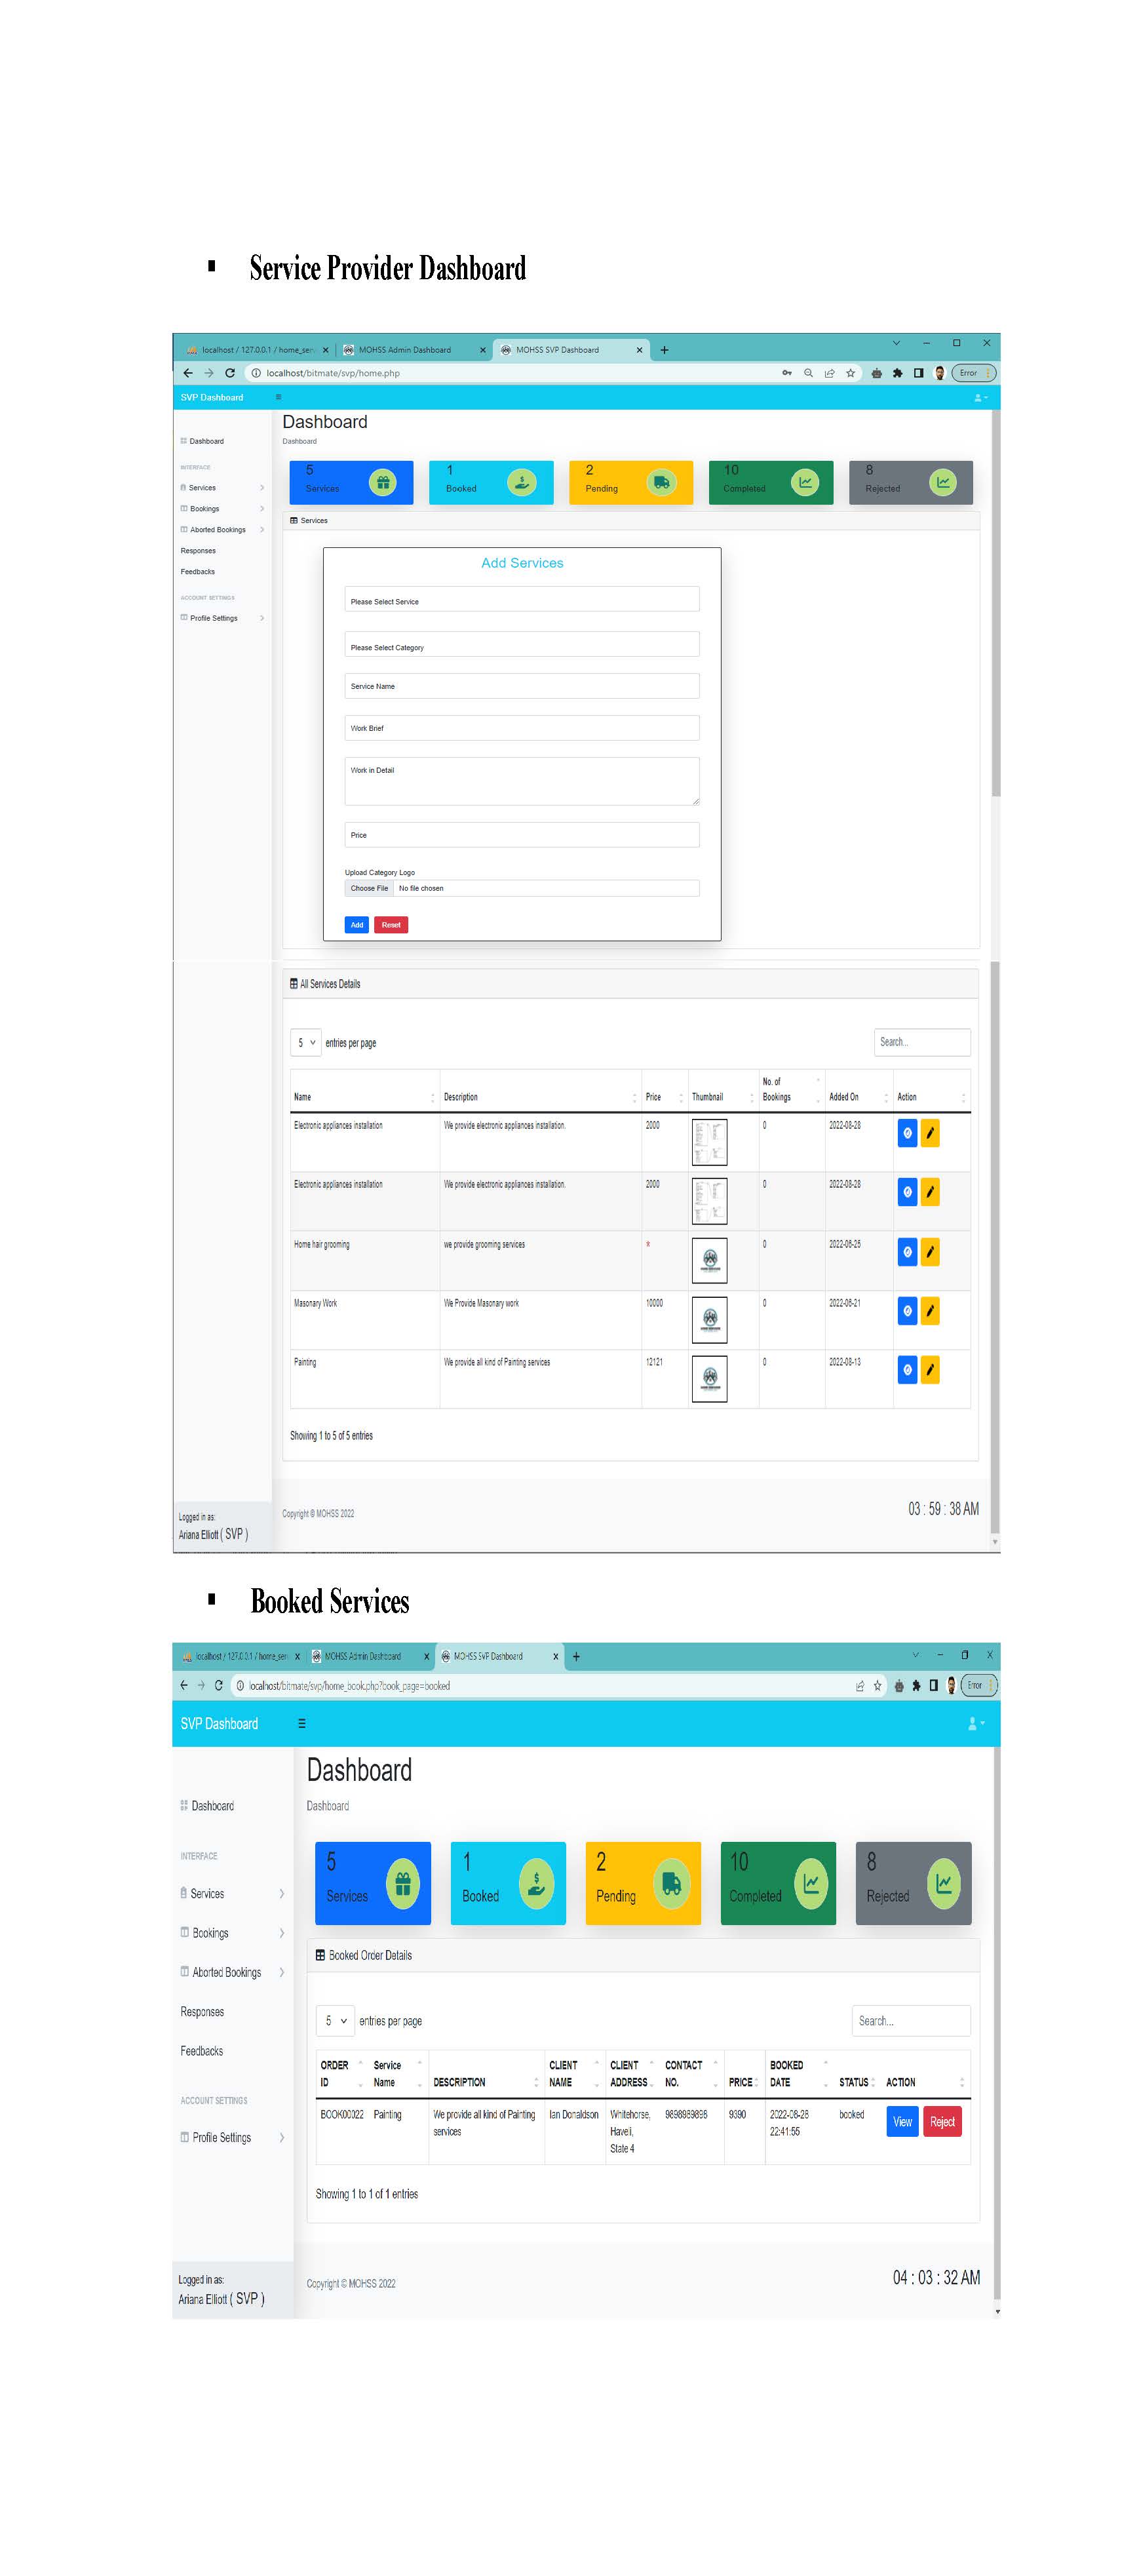 Service Provider Dashboard
localhost / 127.0.0.1 / home_ser
MOHSS Admin Dashboard
MOHSS SVP Dashboard
localhost/bitmate/svp/home.php
Error
SVP Dashboard
Dashboard
Dashboard
Dashboard
INTERFACE
Services
Bookings
Aborted Bookings
Responses
Feedbacks
ACCOUNT SETTINGS
Profile Settings
5
Services
1
Booked
2
Pending
10
Completed
8
Rejected
Services
Add Services
Please Select Service
Please Select Category
Service Name
Work Brief
Work in Detail
Price
Upload Category Logo
Choose File No file chosen
Add Reset
All Services Details
5 entries per page
Search...
Name Description Price Thumbnail No. of Bookings Added On Action
Electronic appliances installation We provide electronic appliances installation. 2000 0 2022-08-28
Electronic appliances installation We provide electronic appliances installation. 2000 0 2022-08-28
Home hair grooming we provide grooming services * 0 2022-06-25
Masonary Work We Provide Masonary work 10000 0 2022-06-21
Painting We provide all kind of Painting services 12121 0 2022-08-13
Showing 1 to 5 of 5 entries
Logged in as:
Ariana Elliott ( SVP )
Copyright © MOHSS 2022
03 : 59 : 38 AM
Booked Services
localhost / 127.0.0.1 / home_ser
MOHSS Admin Dashboard
MOHSS SVP Dashboard
localhost/bitmate/svp/home_book.php?book_page=booked
Error
SVP Dashboard
Dashboard
Dashboard
Dashboard
INTERFACE
Services
Bookings
Aborted Bookings
Responses
Feedbacks
ACCOUNT SETTINGS
Profile Settings
5
Services
1
Booked
2
Pending
10
Completed
8
Rejected
Booked Order Details
5 entries per page
Search...
ORDER ID Service Name DESCRIPTION CLIENT NAME CLIENT ADDRESS CONTACT NO. PRICE BOOKED DATE STATUS ACTION
BOOK00022 Painting We provide all kind of Painting Ian Donaldson Whitehorse, 9898989896 9390 2022-08-28 booked View Reject
services Haveli, 22:41:55
State 4
Showing 1 to 1 of 1 entries
Logged in as:
Ariana Elliott ( SVP )
Copyright © MOHSS 2022
04 : 03 : 32 AM